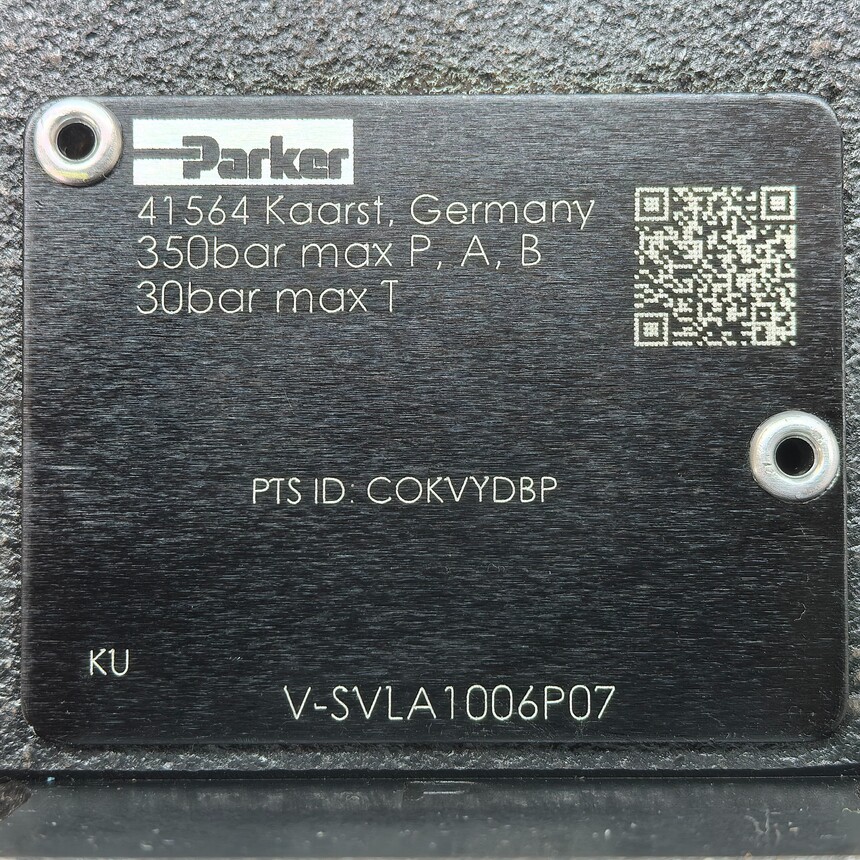 Parker
41564 Kaarst, Germany
350bar max P, A, B
30bar max T
PTS ID: COKVYDBP
KU
V-SVLA1006P07